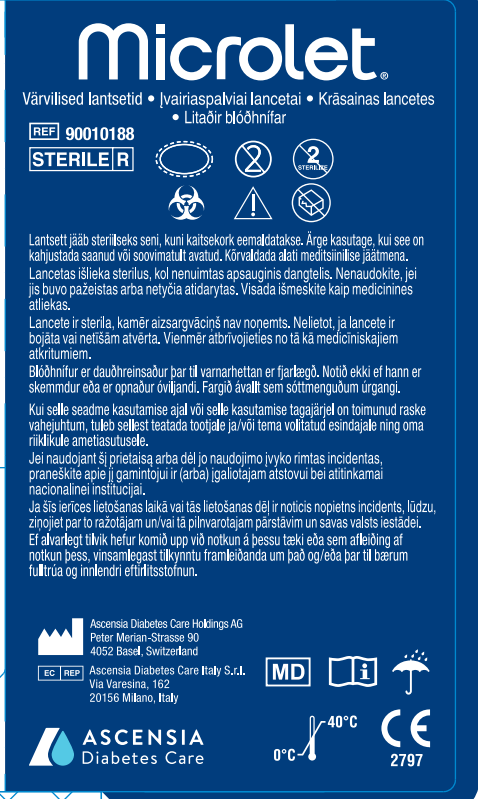 Microlet®
Värvilised lantsetid • Įvairiaspalviai lancetai • Krāsainas lancetes
• Litaðir blóðhnífar
REF 90010188
STERILE R
2
2
STERILIZE
Lantsett jääb steriilseks seni, kuni kaitsekork eemaldatakse. Ärge kasutage, kui see on
kahjustada saanud või soovimatult avatud. Kõrvaldada alati meditsiinilise jäätmena.
Lancetas išlieka sterilus, kol nenuimtas apsauginis dangtelis. Nenaudokite, jei
jis buvo pažeistas arba netyčia atidarytas. Visada išmeskite kaip medicinines
atliekas.
Lancete ir sterila, kamēr aizsargvāciņš nav noņemts. Nelietot, ja lancete ir
bojāta vai netīšām atvērta. Vienmēr atbrīvojieties no tā kā medicīniskajiem
atkritumiem.
Blóðhnífur er dauðhreinsaður þar til varnarhettan er fjarlægð. Notið ekki ef hann er
skemmdur eða er opnaður óviljandi. Fargið ávallt sem sóttmenguðum úrgangi.
Kui selle seadme kasutamise ajal või selle kasutamise tagajärjel on toimunud raske
vahejuhtum, tuleb sellest teatada tootjale ja/või tema volitatud esindajale ning oma
riiklikule ametiasutusele.
Jei naudojant šį prietaisą arba dėl jo naudojimo įvyko rimtas incidentas,
praneškite apie jį gamintojui ir (arba) įgaliotajam atstovui bei atitinkamai
nacionalinei institucijai.
Ja šīs ierīces lietošanas laikā vai tās lietošanas dēļ ir noticis nopietns incidents, lūdzu,
ziņojiet par to ražotājam un/vai tā pilnvarotajam pārstāvim un savas valsts iestādei.
Ef alvarlegt tilvik hefur komið upp við notkun á þessu tæki eða sem afleiðing af
notkun þess, vinsamlegast tilkynntu framleiðanda um það og/eða þar til bærum
fulltrúa og innlendri eftirlitsstofnun.
Ascensia Diabetes Care Holdings AG
Peter Merian-Strasse 90
4052 Basel, Switzerland
EC REP
Ascensia Diabetes Care Italy S.r.l.
Via Varesina, 162
20156 Milano, Italy
MD
i
ASCENSIA
Diabetes Care
0°C
40°C
CE
2797